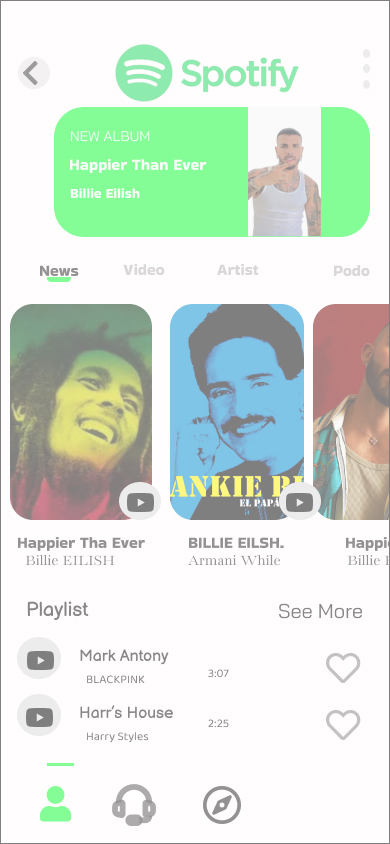 Spotify
NEW ALBUM
Happier Than Ever
Billie Eilish
News Video Artist Podo
ANKIE
EL PAPÁ
Happier Tha Ever
Billie EILISH
BILLIE EILSH.
Armani While
Happi
Billie
Playlist
See More
Mark Antony
BLACKPINK
3:07
Harr's House
Harry Styles
2:25